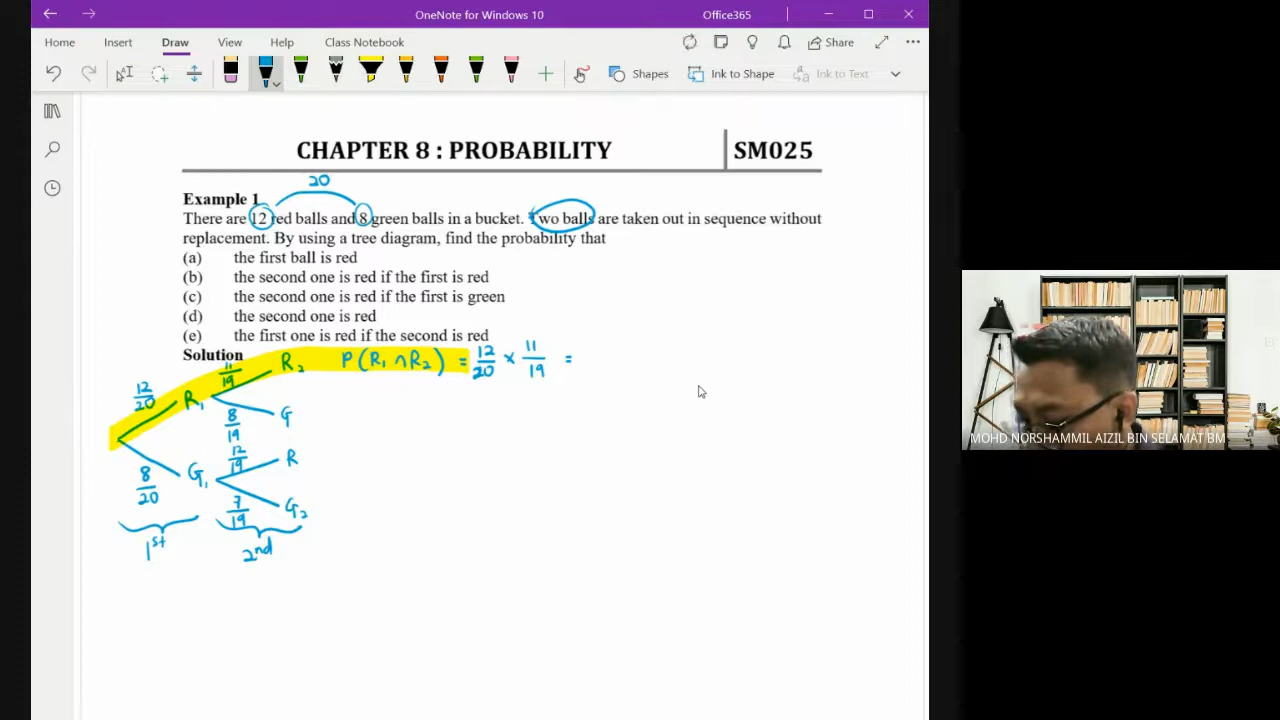 OneNote for Windows 10
Office365
Home Insert Draw View Help Class Notebook
Share
Shapes Ink to Shape Ink to Text
CHAPTER 8 : PROBABILITY SM025
20
Example 1
There are 12 red balls and 8 green balls in a bucket. Two balls are taken out in sequence without
replacement. By using a tree diagram, find the probability that
(a) the first ball is red
(b) the second one is red if the first is red
(c) the second one is red if the first is green
(d) the second one is red
(e) the first one is red if the second is red
Solution
P(R₁ ∩ R₂) = 12/20 × 11/19 =
11/19 R₂
12/20 R₁
8/19 G
12/19 R
8/20 G₁
7/19 G₂
1st 2nd
MOHD NORSHAMMIL AIZIL BIN SELAMAT BM